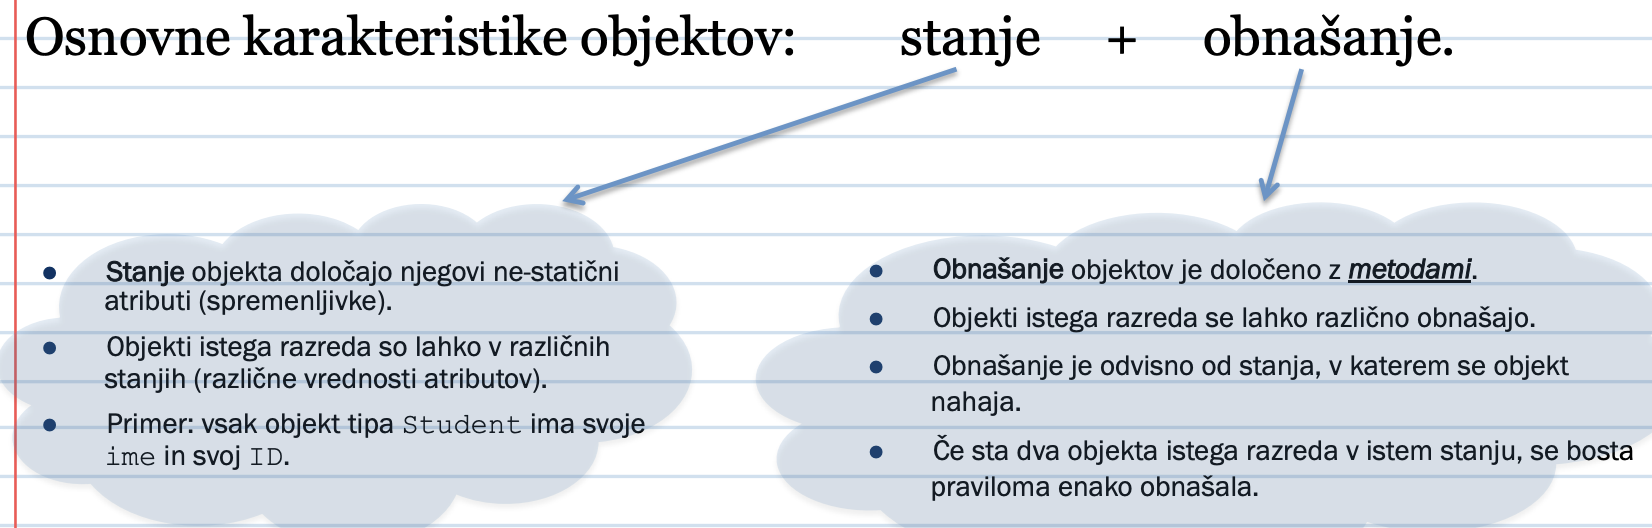 Osnovne karakteristike objektov: stanje + obnašanje.
• Stanje objekta določajo njegovi ne-statični
atributi (spremenljivke).
• Objekti istega razreda so lahko v različnih
stanjih (različne vrednosti atributov).
• Primer: vsak objekt tipa Student ima svoje
ime in svoj ID.
• Obnašanje objektov je določeno z metodami.
• Objekti istega razreda se lahko različno obnašajo.
• Obnašanje je odvisno od stanja, v katerem se objekt
nahaja.
• Če sta dva objekta istega razreda v istem stanju, se bosta
praviloma enako obnašala.